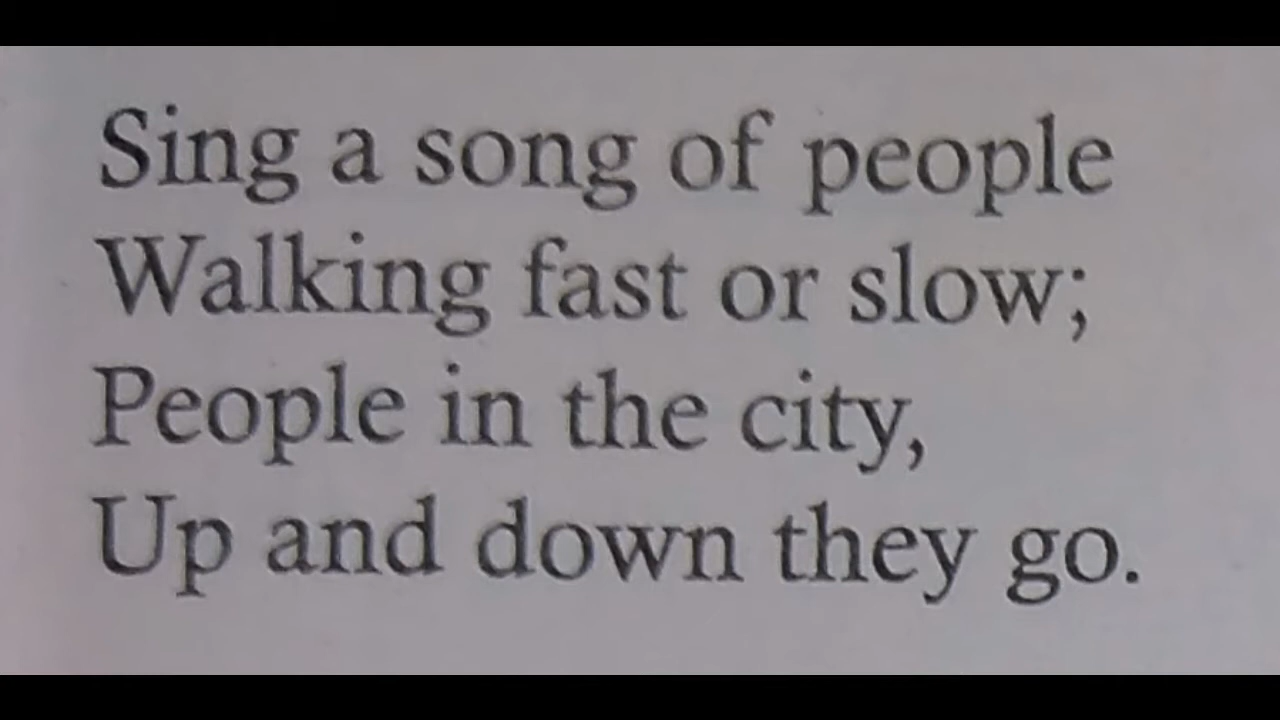 Sing a song of people
Walking fast or slow;
People in the city,
Up and down they go.